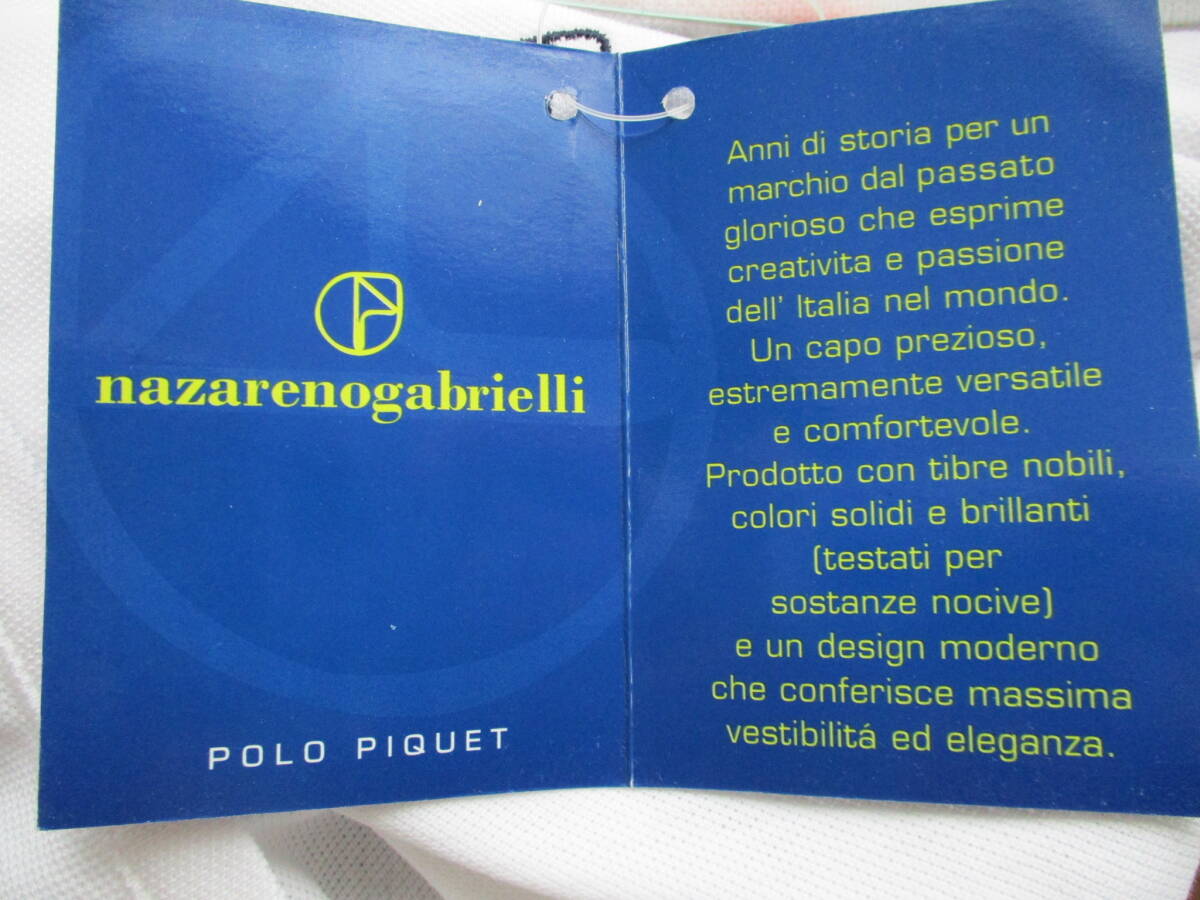 nazarenogabrielli
POLO PIQUET
Anni di storia per un
marchio dal passato
glorioso che esprime
creativita e passione
dell' Italia nel mondo.
Un capo prezioso,
estremamente versatile
e comfortevole.
Prodotto con tibre nobili,
colori solidi e brillanti
(testati per
sostanze nocive)
e un design moderno
che conferisce massima
vestibilitá ed eleganza.